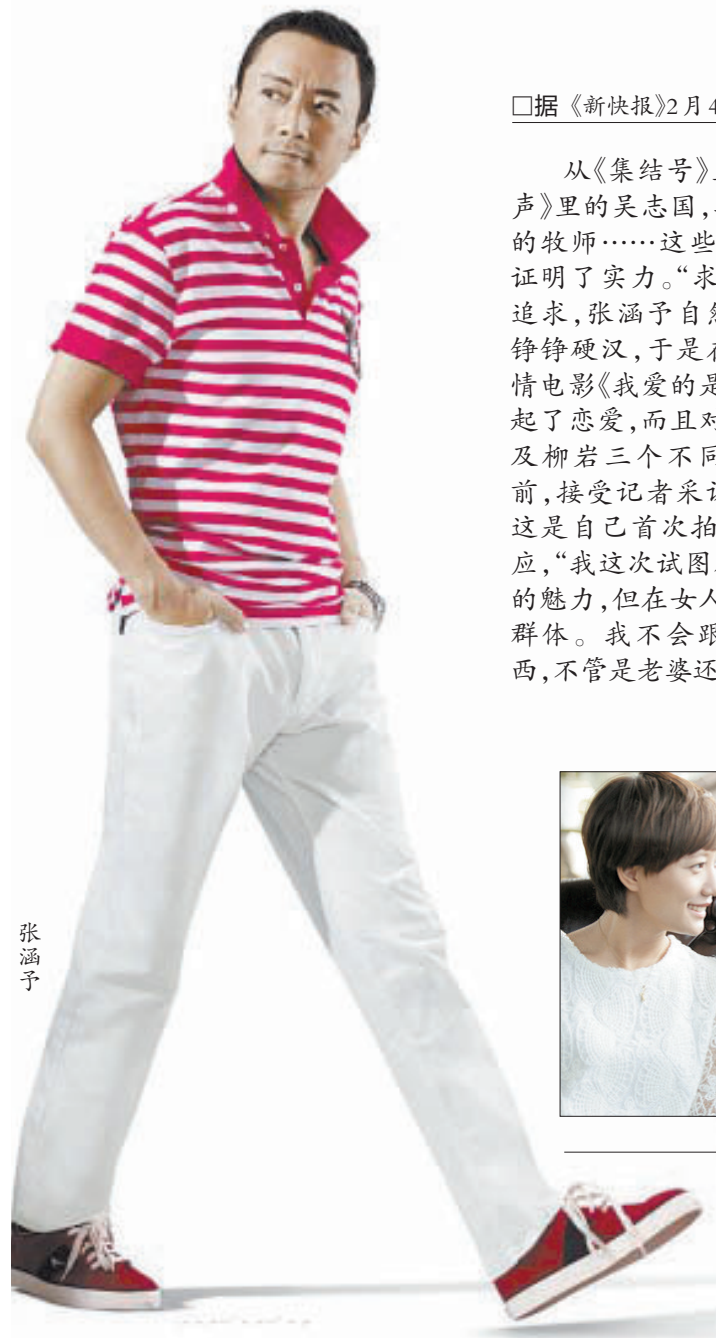 □据《新快报》2月4
从《集结号》
声》里的吴志国,
的牧师……这些
证明了实力。“求
追求,张涵予自然
铮铮硬汉,于是在
情电影《我爱的是
起了恋爱,而且对
及柳岩三个不同
前,接受记者采访
这是自己首次拍
应,“我这次试图
的魅力,但在女人
群体。我不会跟
西,不管是老婆还
张涵予